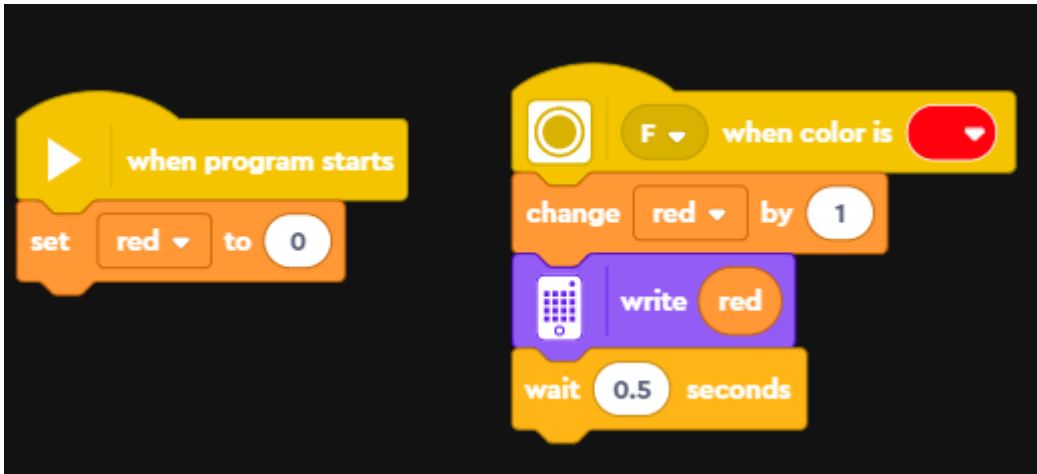 when program starts
set red to 0
F when color is
change red by 1
write red
wait 0.5 seconds